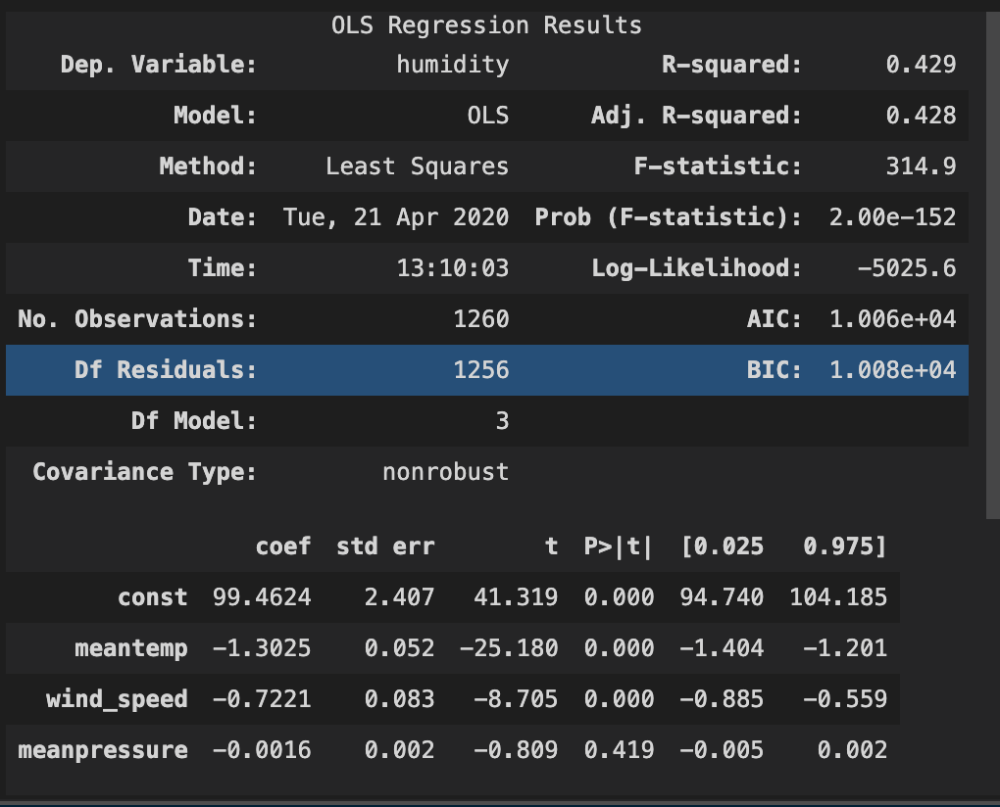 OLS Regression Results
Dep. Variable: humidity R-squared: 0.429
Model: OLS Adj. R-squared: 0.428
Method: Least Squares F-statistic: 314.9
Date: Tue, 21 Apr 2020 Prob (F-statistic): 2.00e-152
Time: 13:10:03 Log-Likelihood: -5025.6
No. Observations: 1260 AIC: 1.006e+04
Df Residuals: 1256 BIC: 1.008e+04
Df Model: 3
Covariance Type: nonrobust
coef std err t P>|t| [0.025 0.975]
const 99.4624 2.407 41.319 0.000 94.740 104.185
meantemp -1.3025 0.052 -25.180 0.000 -1.404 -1.201
wind_speed -0.7221 0.083 -8.705 0.000 -0.885 -0.559
meanpressure -0.0016 0.002 -0.809 0.419 -0.005 0.002